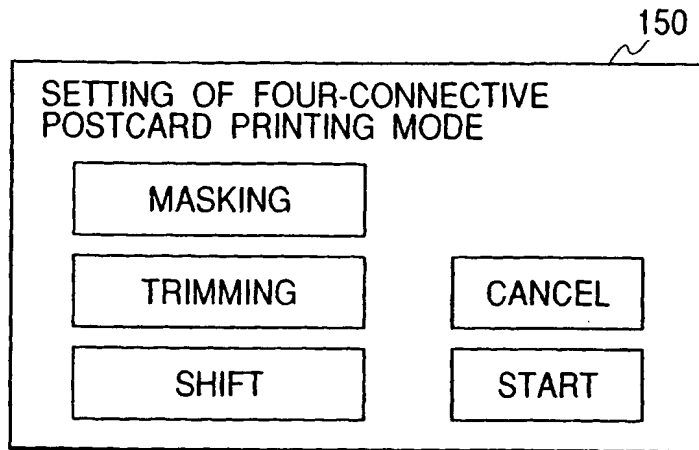 150
SETTING OF FOUR-CONNECTIVE
POSTCARD PRINTING MODE
MASKING
TRIMMING
CANCEL
SHIFT
START